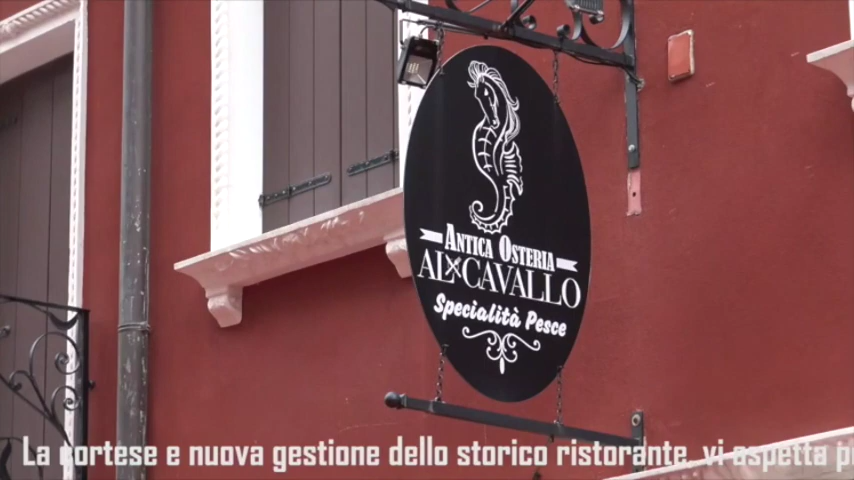 Antica Osteria
Al Cavallo
Specialità Pesce
La cortese e nuova gestione dello storico ristorante, vi aspetta